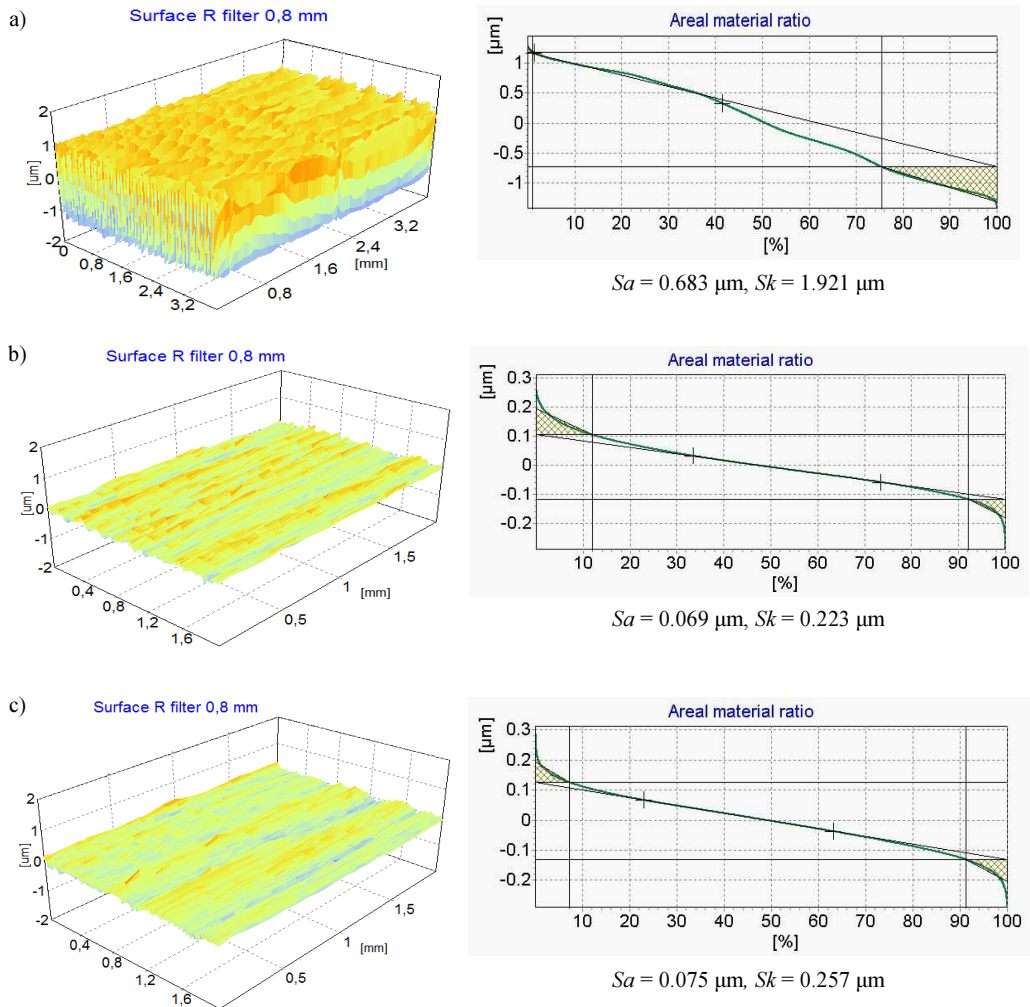 a)
Surface R filter 0,8 mm
2
1
0
-1
-2
[um]
0
0,8
1,6
2,4
3,2
0,8
1,6
2,4
3,2
[mm]
Areal material ratio
[µm]
1
0.5
0
-0.5
-1
10 20 30 40 50 60 70 80 90 100
[%]
Sa = 0.683 µm, Sk = 1.921 µm
b)
Surface R filter 0,8 mm
2
1
0
-1
-2
[um]
0,4
0,8
1,2
1,6
0,5
1
1,5
[mm]
Areal material ratio
[µm]
0.3
0.2
0.1
0
-0.1
-0.2
10 20 30 40 50 60 70 80 90 100
[%]
Sa = 0.069 µm, Sk = 0.223 µm
c)
Surface R filter 0,8 mm
2
1
0
-1
-2
[um]
0,4
0,8
1,2
1,6
0,5
1
1,5
[mm]
Areal material ratio
[µm]
0.3
0.2
0.1
0
-0.1
-0.2
10 20 30 40 50 60 70 80 90 100
[%]
Sa = 0.075 µm, Sk = 0.257 µm